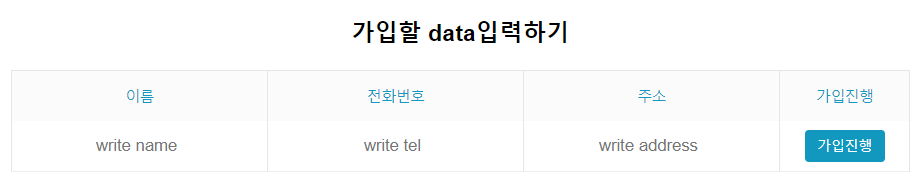 가입할 data입력하기
이름 전화번호 주소 가입진행
write name write tel write address 가입진행